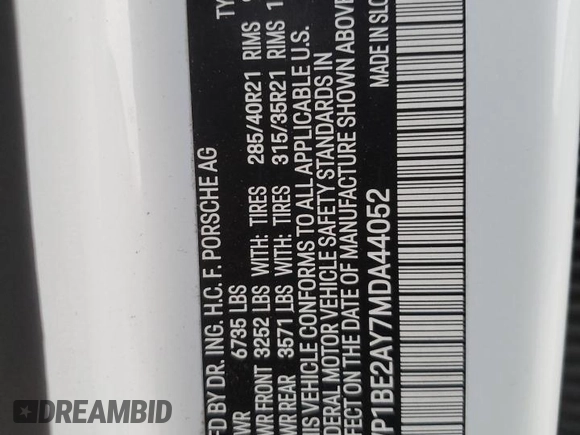 FD BY DR. ING. H.C. F. PORSCHE AG
WR 6735 LBS TY
WR FRONT 3252 LBS WITH: TIRES 285/40R21 RIMS
WR REAR 3571 LBS WITH: TIRES 315/35R21 RIMS 1
S VEHICLE CONFORMS TO ALL APPLICABLE U.S.
DERAL MOTOR VEHICLE SAFETY STANDARDS IN
FECT ON THE DATE OF MANUFACTURE SHOWN ABOVE
P1BE2AY7MDA44052 MADE IN SLO
DREAMBID